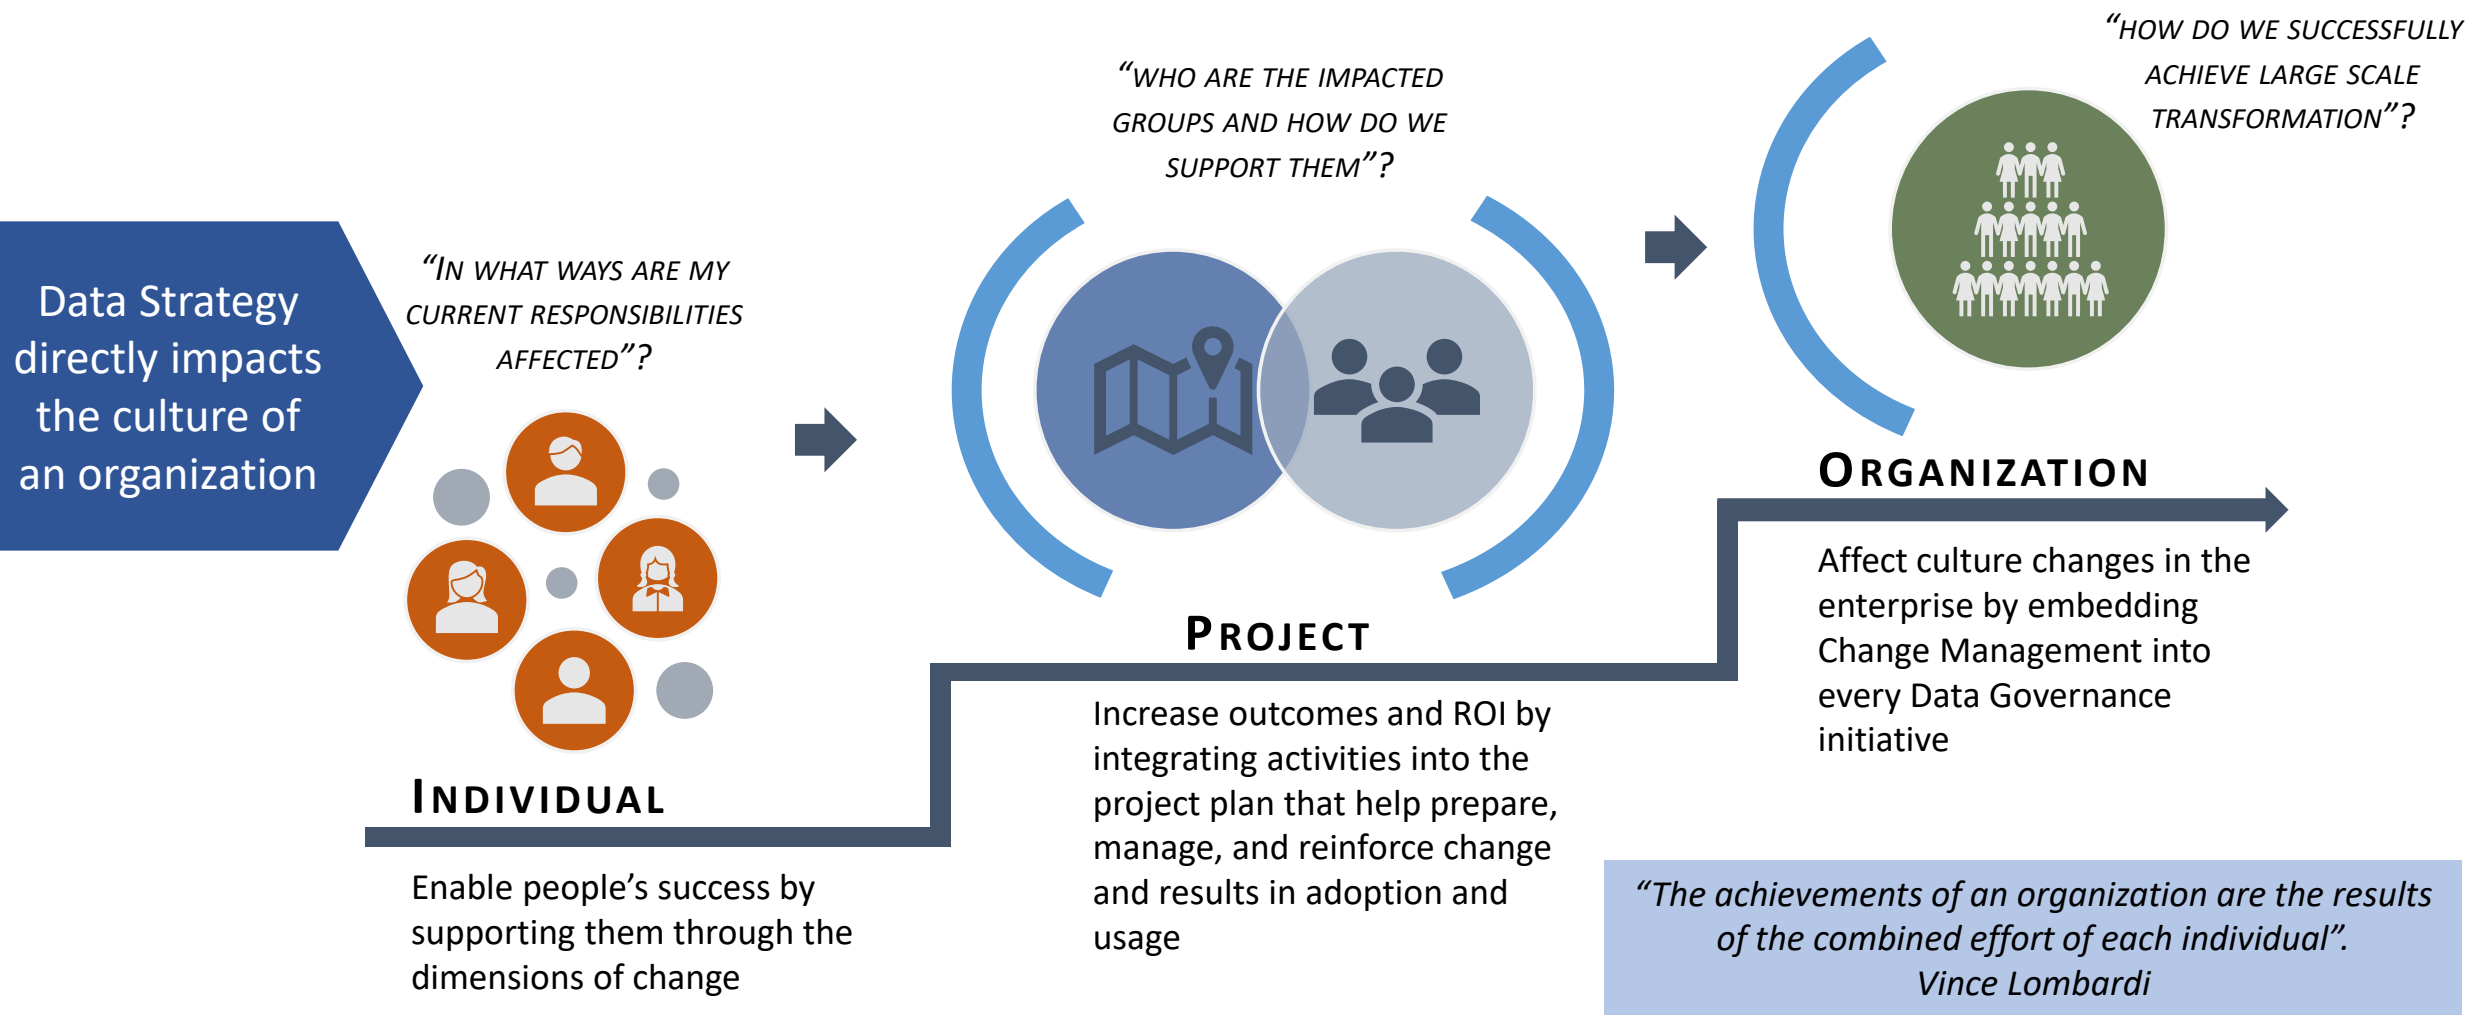 Data Strategy
directly impacts
the culture of
an organization
“In what ways are my
current responsibilities
affected”?
Individual
Enable people’s success by
supporting them through the
dimensions of change
“who are the impacted
groups and how do we
support them”?
Project
Increase outcomes and ROI by
integrating activities into the
project plan that help prepare,
manage, and reinforce change
and results in adoption and
usage
“how do we successfully
achieve large scale
transformation”?
Organization
Affect culture changes in the
enterprise by embedding
Change Management into
every Data Governance
initiative
“The achievements of an organization are the results
of the combined effort of each individual”.
Vince Lombardi